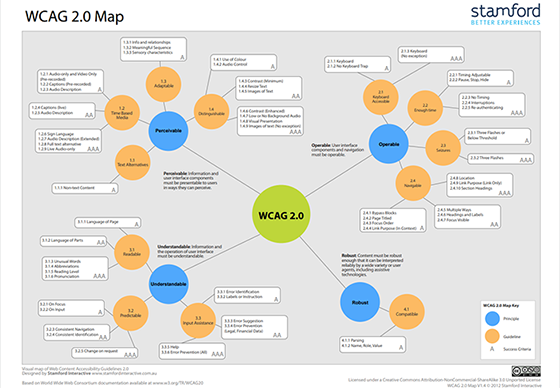 WCAG 2.0 Map
stamford
BETTER EXPERIENCES
1.3.1 Info and relationships
1.3.2 Meaningful Sequence
1.3.3 Sensory characteristics
A
1.3
Adaptable
1.2.1 Audio-only and Video Only
(Pre-recorded)
1.2.2 Captions (Pre-recorded)
1.2.3 Audio Description
A
1.2.4 Captions (live)
1.2.5 Audio Description
AA
1.2.6 Sign Language
1.2.7 Audio Description (Extended)
1.2.8 Full text alternative
1.2.9 Live Audio-only
AAA
1.2
Time Based
Media
1.4.1 Use of Colour
1.4.2 Audio Control
A
1.4.3 Contrast (Minimum)
1.4.4 Resize Text
1.4.5 Images of Text
AA
1.4.6 Contrast (Enhanced)
1.4.7 Low or No Background Audio
1.4.8 Visual Presentation
1.4.9 Images of text (No exception)
AAA
1.4
Distinguishable
Perceivable
1.1
Text Alternatives
1.1.1 Non-text Content
A
Perceivable: Information and
user interface components
must be presentable to users
in ways they can perceive.
2.1.1 Keyboard
2.1.2 No Keyboard Trap
A
2.1.3 Keyboard
(No exception)
AAA
2.1
Keyboard
Accessible
2.2.1 Timing Adjustable
2.2.2 Pause, Stop, Hide
A
2.2.3 No Timing
2.2.4 Interruptions
2.2.5 Re-authenticating
AAA
2.2
Enough time
2.3.1 Three Flashes or
Below Threshold
A
2.3.2 Three Flashes
AAA
Seizures
Operable
Operable: User interface
components and navigation
must be operable.
2.4
Navigable
2.4.8 Location
2.4.9 Link Purpose (Link Only)
2.4.10 Section Headings
AAA
2.4.5 Multiple Ways
2.4.6 Headings and Labels
2.4.7 Focus Visible
AA
2.4.1 Bypass Blocks
2.4.2 Page Titled
2.4.3 Focus Order
2.4.4 Link Purpose (In Context)
A
WCAG 2.0
3.1.1 Language of Page
A
3.1.2 Language of Parts
AA
3.1.3 Unusual Words
3.1.4 Abbreviations
3.1.5 Reading Level
3.1.6 Pronunciation
AAA
3.1
Readable
Understandable: Information and
the operation of user interface
must be understandable.
Understandable
3.2
Predictable
3.2.1 On Focus
3.2.2 On Input
A
3.2.3 Consistent Navigation
3.2.4 Consistent Identification
AA
3.2.5 Change on request
AAA
3.3
Input Assistance
3.3.1 Error Identification
3.3.2 Labels or Instruction
A
3.3.3 Error Suggestion
3.3.4 Error Prevention
(Legal, Financial Data)
AA
3.3.5 Help
3.3.6 Error Prevention (All)
AAA
Robust: Content must be robust
enough that it can be interpreted
reliably by a wide variety or user
agents, including assistive
technologies.
Robust
4.1
Compatible
4.1.1 Parsing
4.1.2 Name, Role, Value
A
WCAG 2.0 Map Key
Principle
Guideline
A
Success Criteria
Visual map of Web Content Accessibility Guidelines 2.0
Designed by Stamford Interactive www.stamfordinteractive.com.au
Based on World Wide Web Consortium documentation available at www.w3.org/TR/WCAG20
Licensed under a Creative Commons Attribution-NonCommercial-ShareAlike 3.0 Unported License
WCAG 2.0 Map V1.4 © 2012 Stamford Interactive